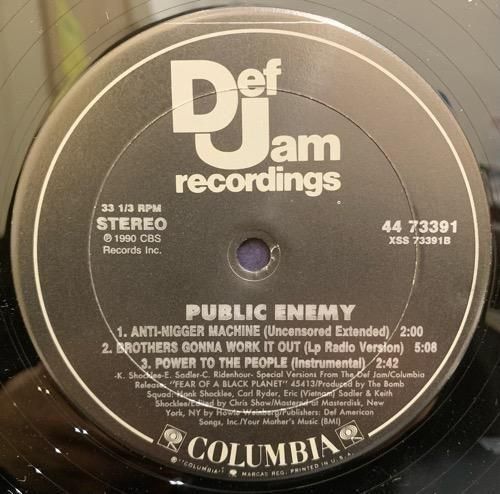 Def
Jam
recordings
33 1/3 RPM
STEREO
℗ 1990 CBS
Records Inc.
44 73391
XSS 73391B
PUBLIC ENEMY
1. ANTI-NIGGER MACHINE (Uncensored Extended) 2:00
2. BROTHERS GONNA WORK IT OUT (Lp Radio Version) 5:08
3. POWER TO THE PEOPLE (Instrumental) 2:42
-K. Shocklee-E. Sadler-C. Ridenhour- Special Versions From The Def Jam/Columbia
Release: "FEAR OF A BLACK PLANET" 45413/Produced by The Bomb
Squad: Hank Shocklee, Carl Ryder, Eric (Vietnam) Sadler & Keith
Shocklee/Edited by Chris Shaw/Mastered at Masterdisk, New
York, NY by Howie Weinberg/Publishers: Def American
Songs, Inc./Your Mother's Music (BMI)
COLUMBIA
® "COLUMBIA", MARCAS REG. PRINTED IN U.S.A.